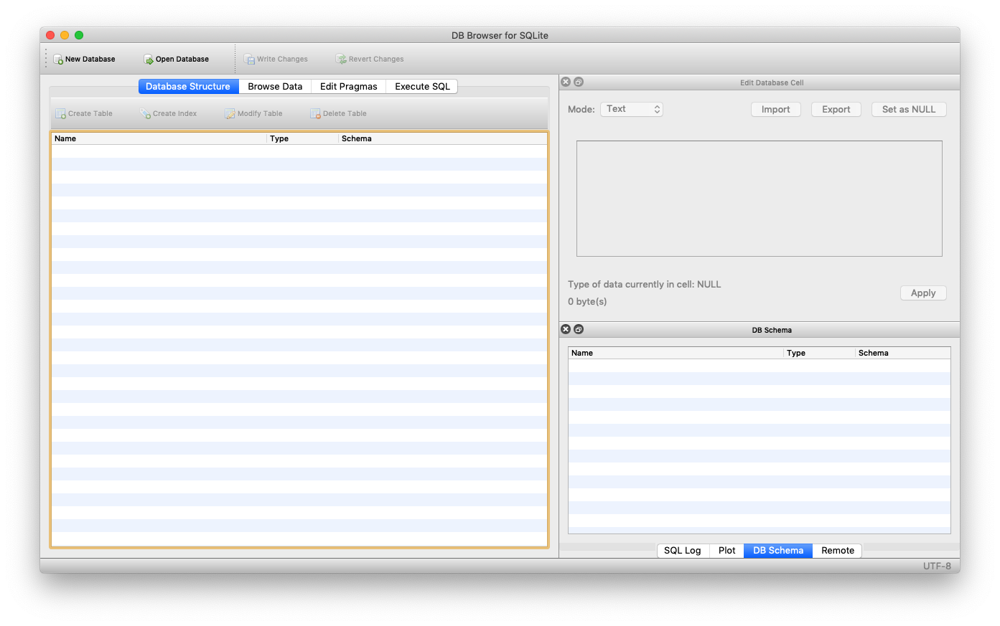 DB Browser for SQLite
New Database Open Database Write Changes Revert Changes
Database Structure Browse Data Edit Pragmas Execute SQL
Create Table Create Index Modify Table Delete Table
Name Type Schema
Edit Database Cell
Mode: Text Import Export Set as NULL
Type of data currently in cell: NULL
0 byte(s)
Apply
DB Schema
Name Type Schema
SQL Log Plot DB Schema Remote
UTF-8